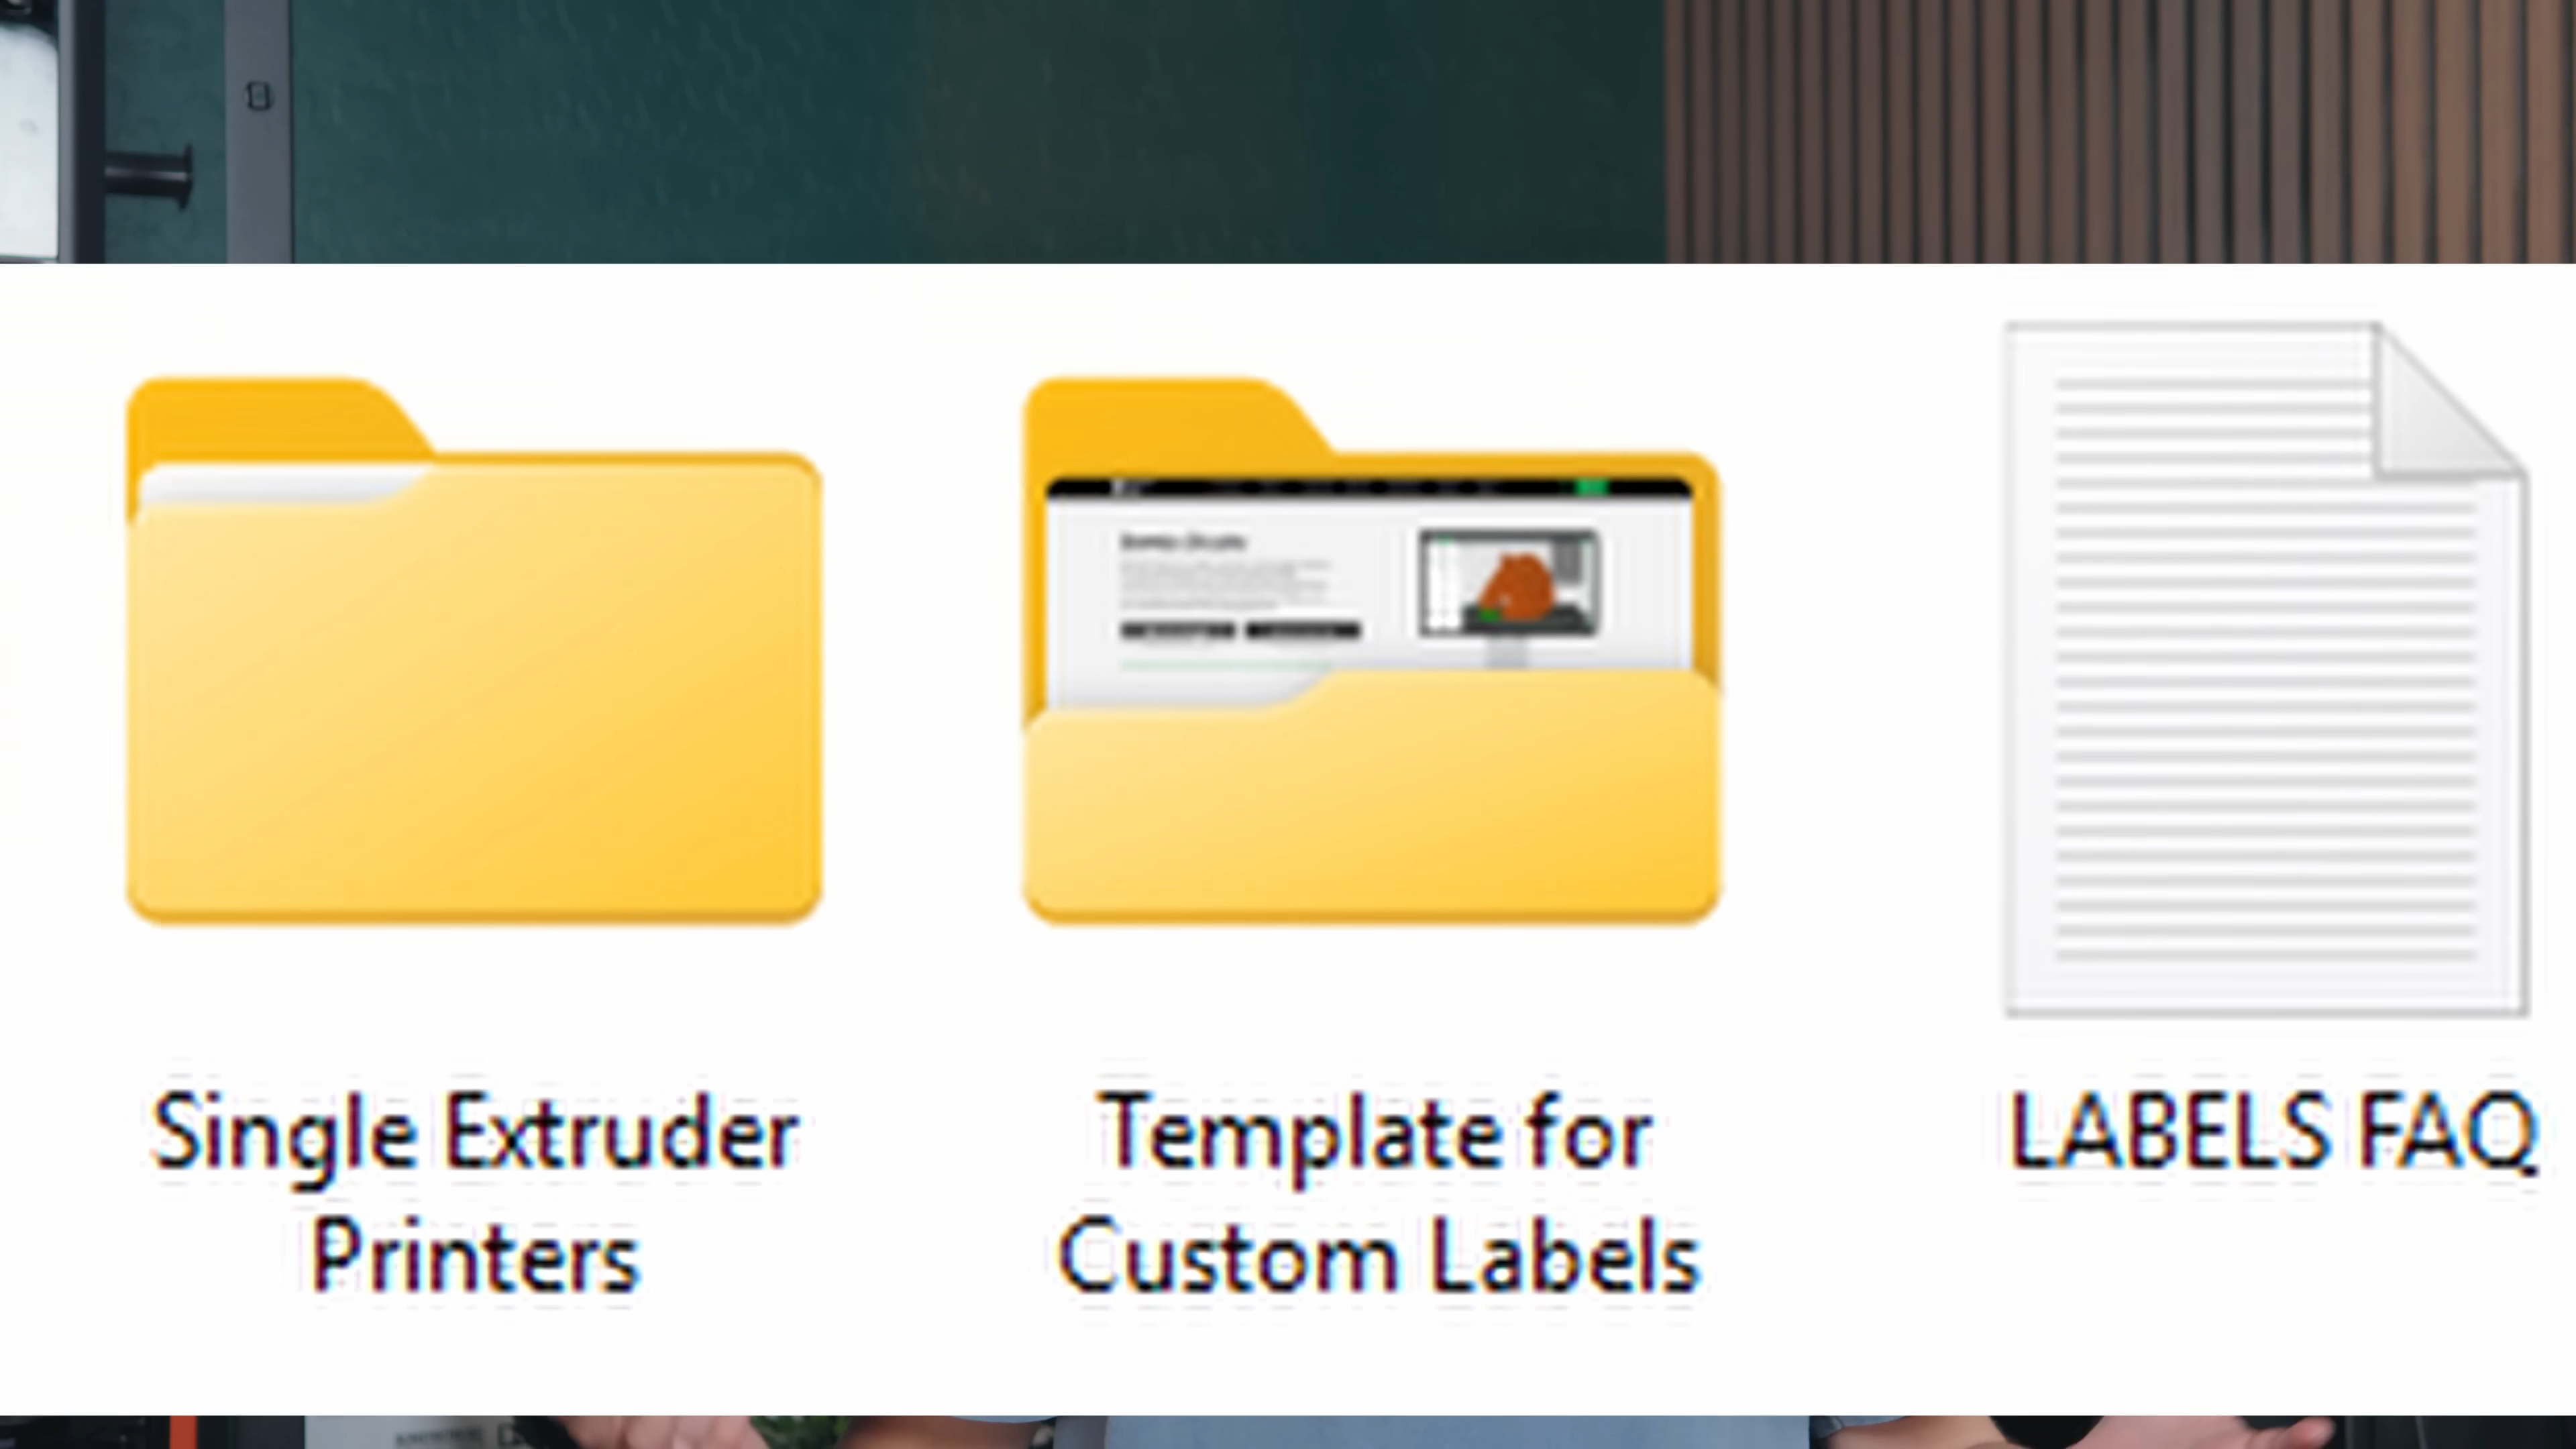 Single Extruder
Printers
Template for
Custom Labels
LABELS FAQ